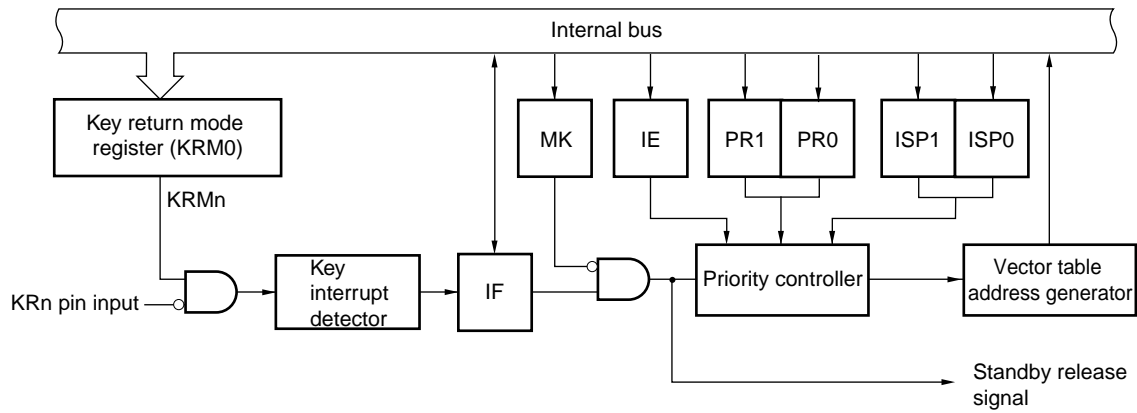 Internal bus
Key return mode
register (KRM0)
MK
IE
PR1
PR0
ISP1
ISP0
KRMn
KRn pin input
Key
interrupt
detector
IF
Priority controller
Vector table
address generator
Standby release
signal